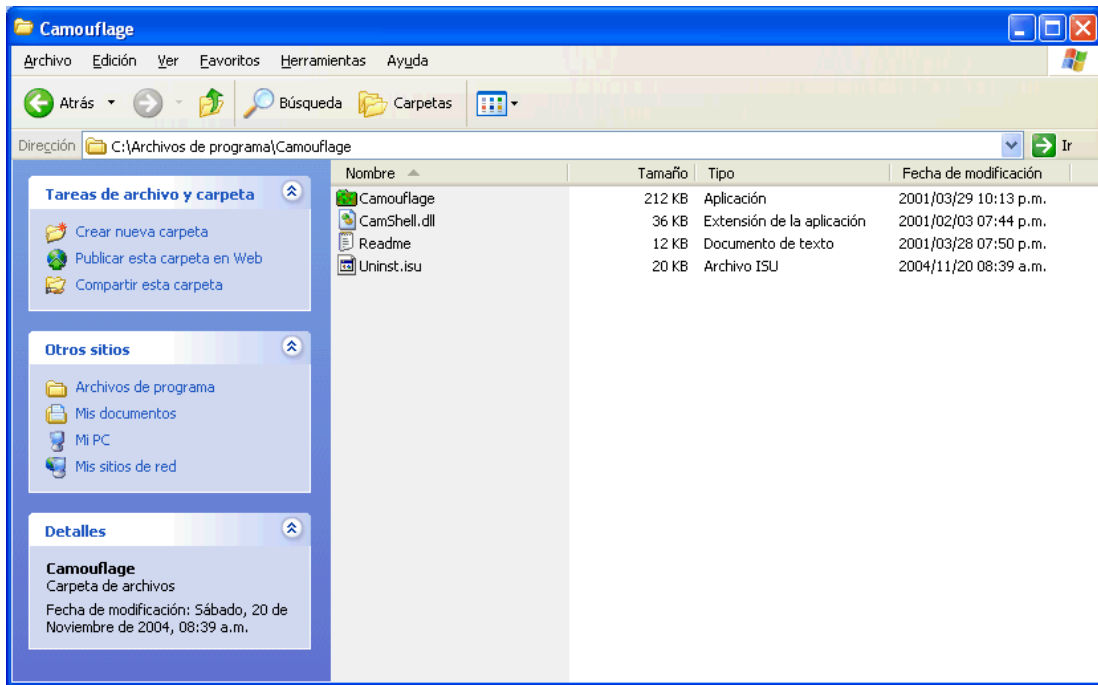 Camouflage
Archivo Edición Ver Favoritos Herramientas Ayuda
Atrás Búsqueda Carpetas
Dirección C:\Archivos de programa\Camouflage Ir
Nombre Tamaño Tipo Fecha de modificación
Camouflage 212 KB Aplicación 2001/03/29 10:13 p.m.
CamShell.dll 36 KB Extensión de la aplicación 2001/02/03 07:44 p.m.
Readme 12 KB Documento de texto 2001/03/28 07:50 p.m.
Uninst.isu 20 KB Archivo ISU 2004/11/20 08:39 a.m.
Tareas de archivo y carpeta
Crear nueva carpeta
Publicar esta carpeta en Web
Compartir esta carpeta
Otros sitios
Archivos de programa
Mis documentos
Mi PC
Mis sitios de red
Detalles
Camouflage
Carpeta de archivos
Fecha de modificación: Sábado, 20 de
Noviembre de 2004, 08:39 a.m.